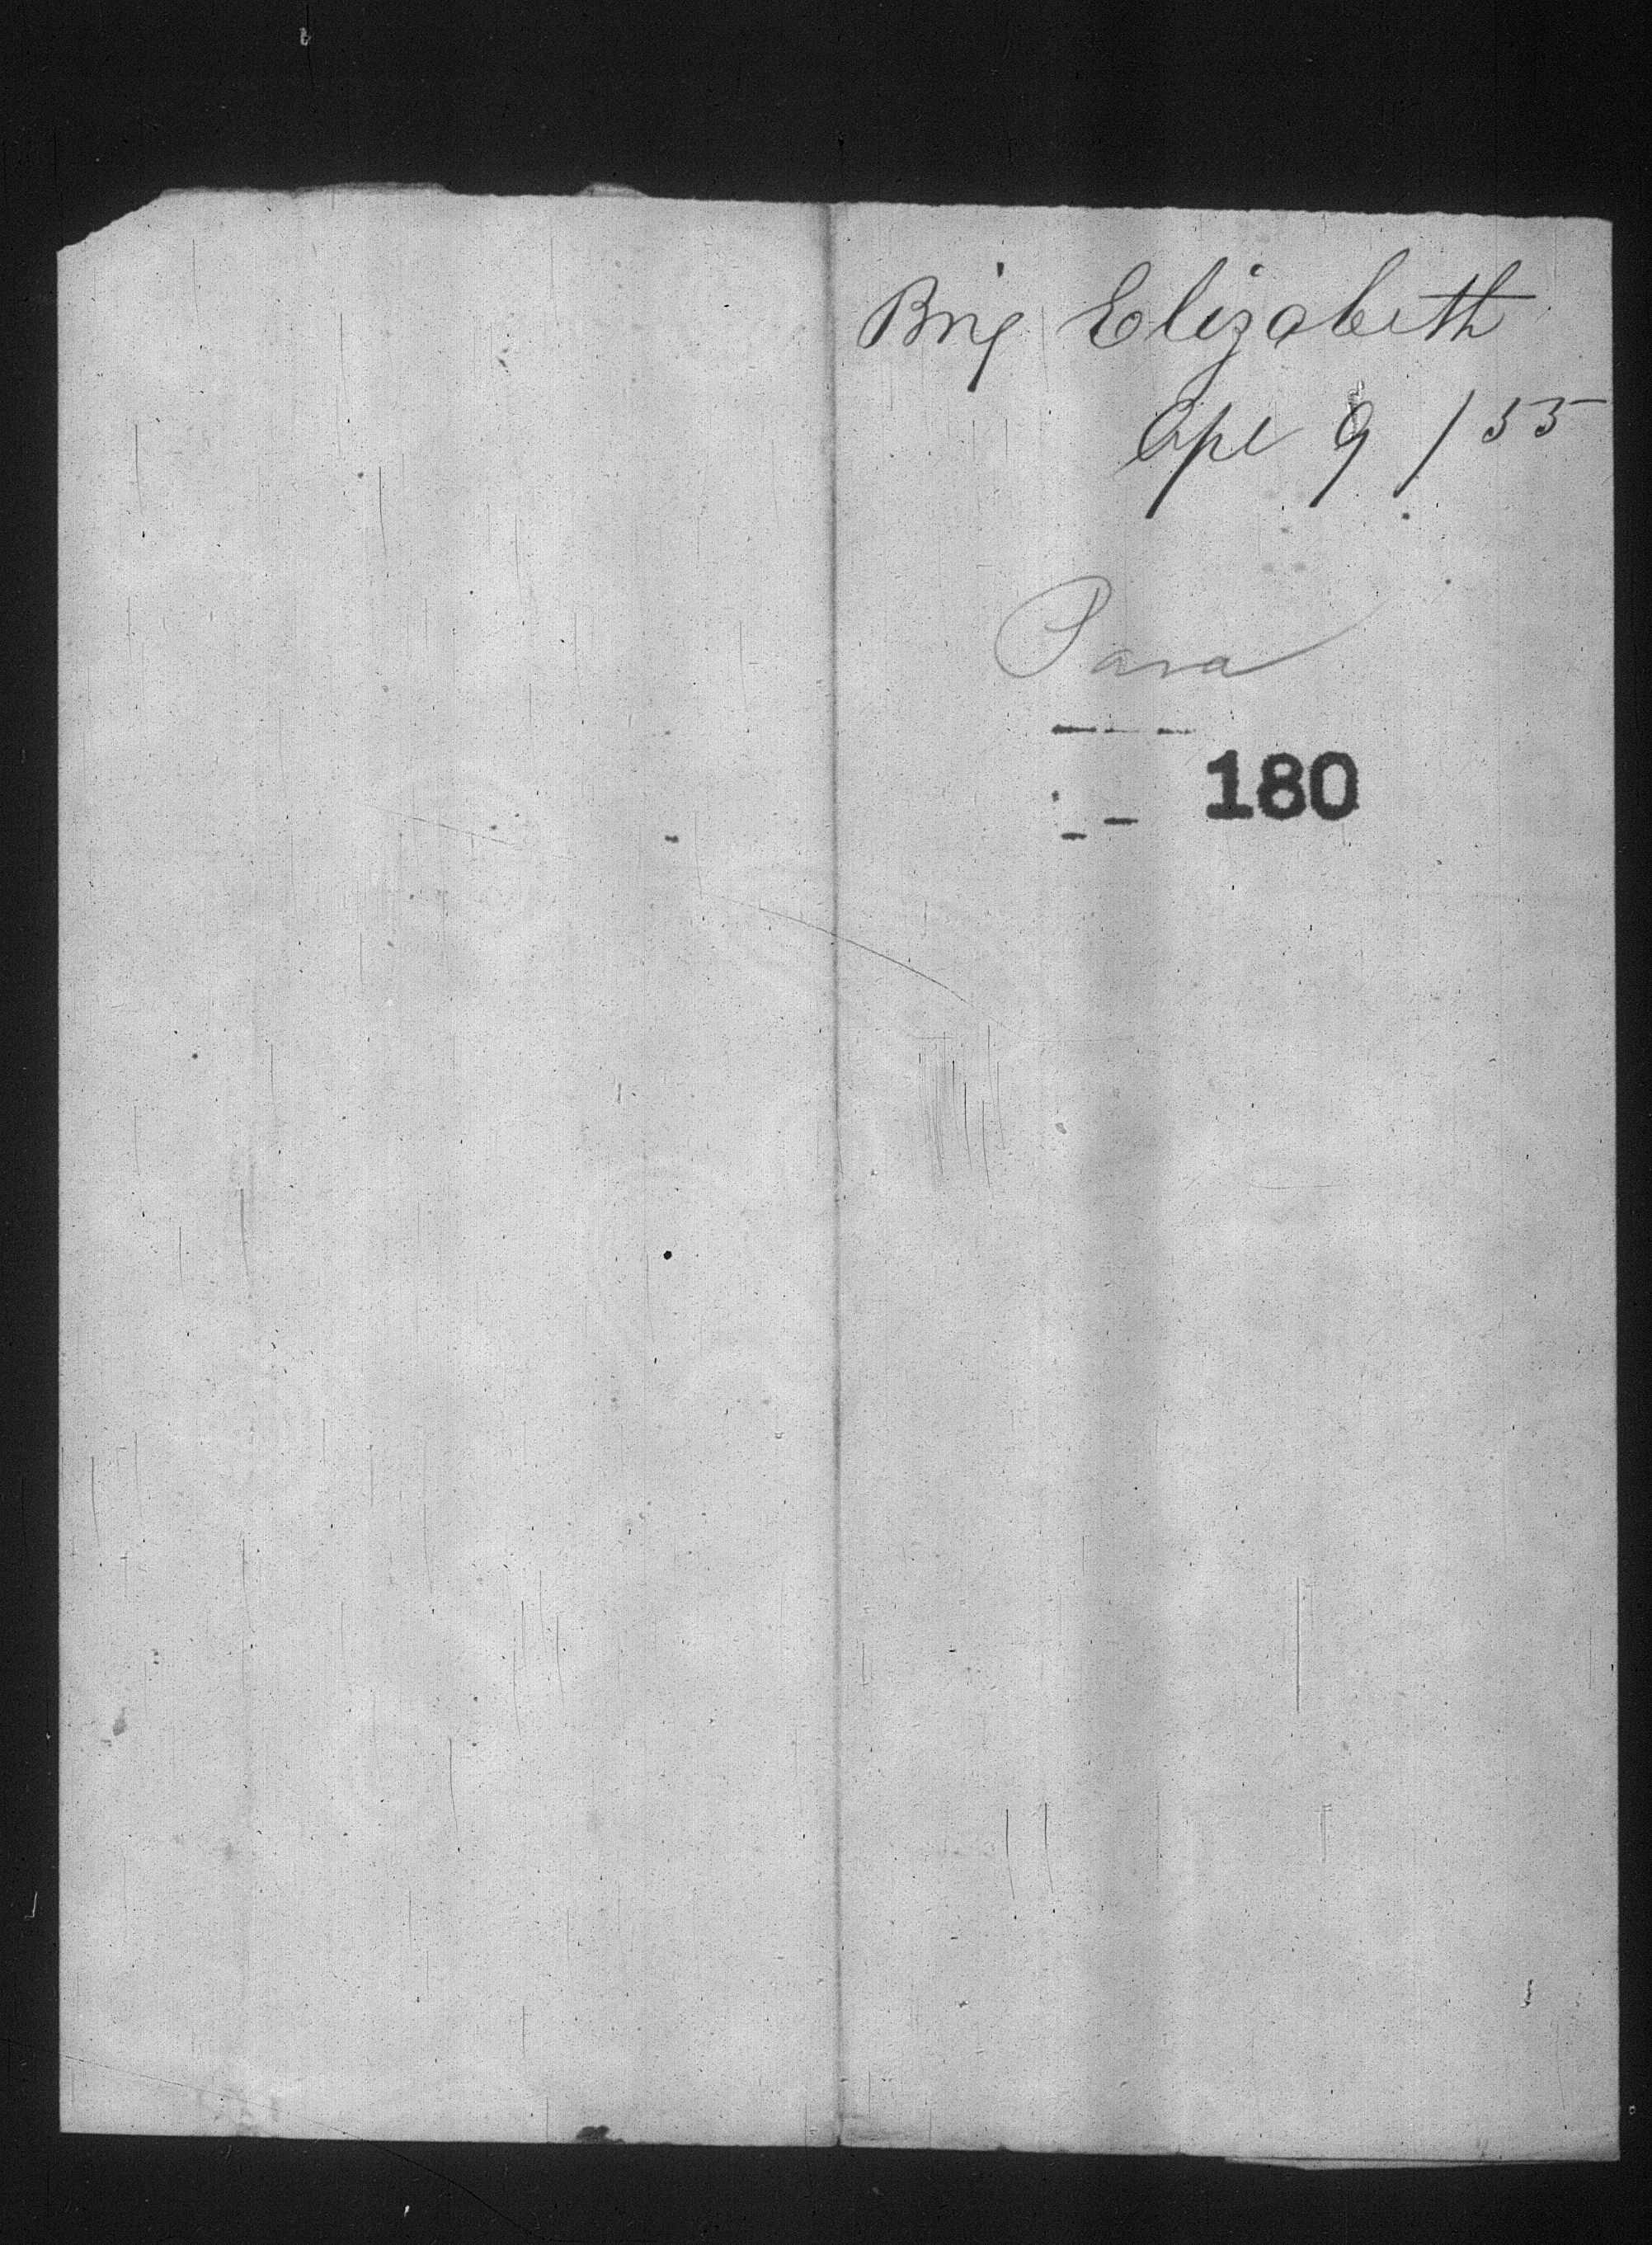 Brig Elizabeth
Apl 9 / 55
Para
180